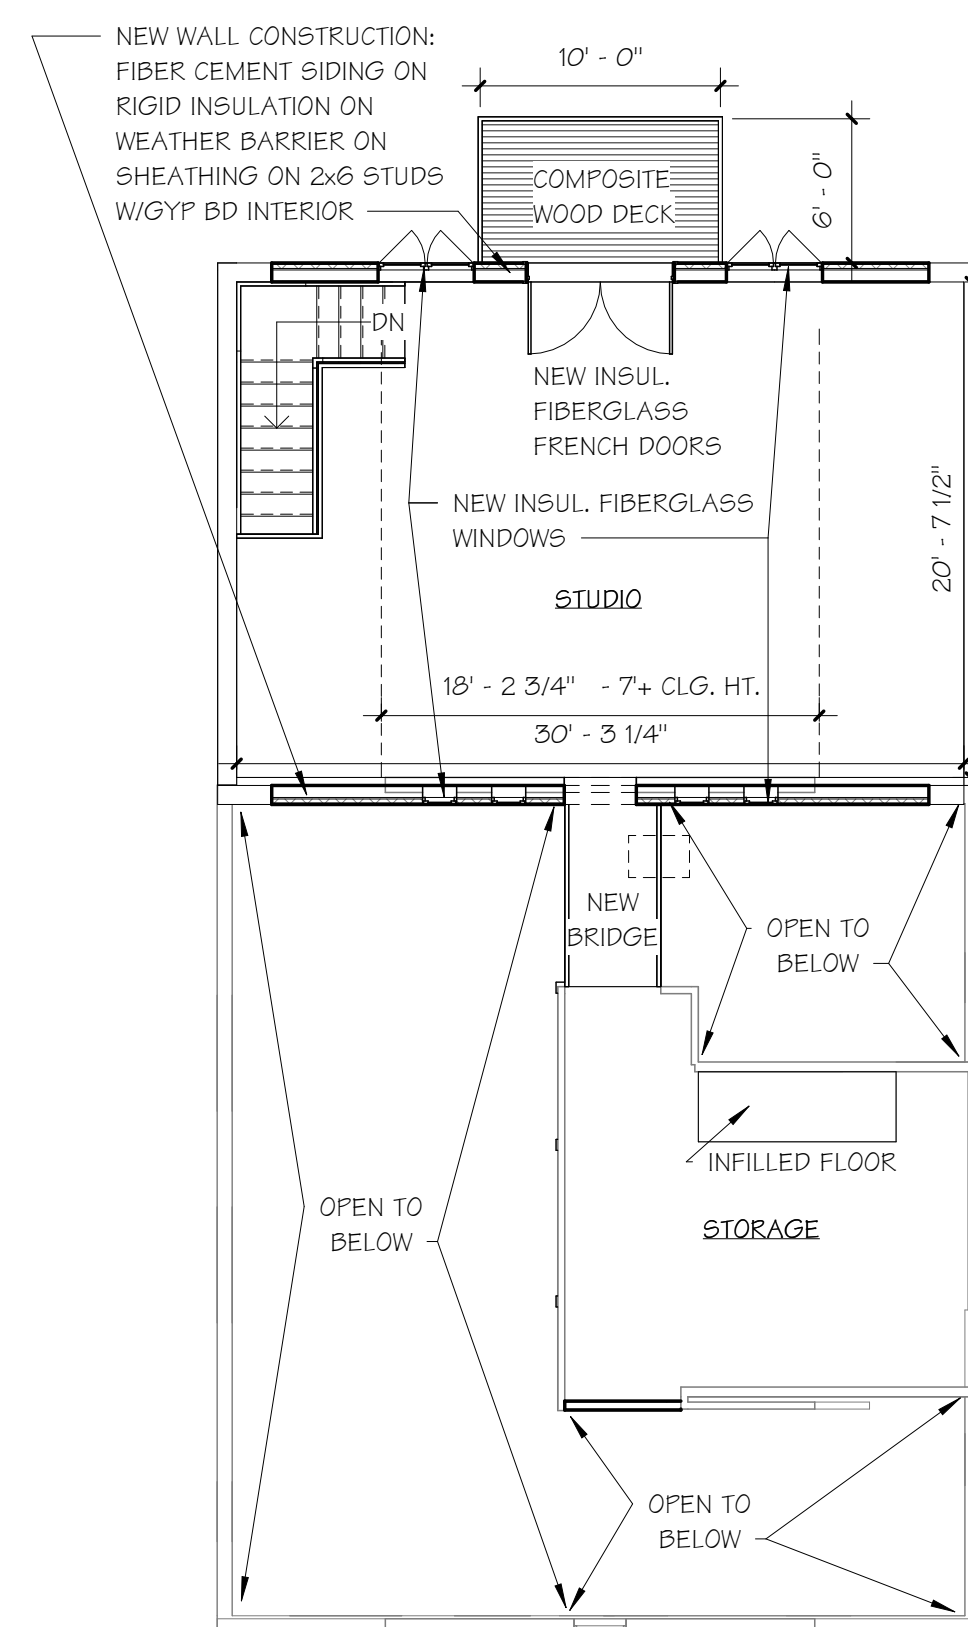 NEW WALL CONSTRUCTION:
FIBER CEMENT SIDING ON
RIGID INSULATION ON
WEATHER BARRIER ON
SHEATHING ON 2x6 STUDS
W/GYP BD INTERIOR
10' - 0"
6' - 0"
COMPOSITE
WOOD DECK
DN
NEW INSUL.
FIBERGLASS
FRENCH DOORS
NEW INSUL. FIBERGLASS
WINDOWS
20' - 7 1/2"
STUDIO
18' - 2 3/4" - 7'+ CLG. HT.
30' - 3 1/4"
NEW
BRIDGE
OPEN TO
BELOW
INFILLED FLOOR
OPEN TO
BELOW
STORAGE
OPEN TO
BELOW